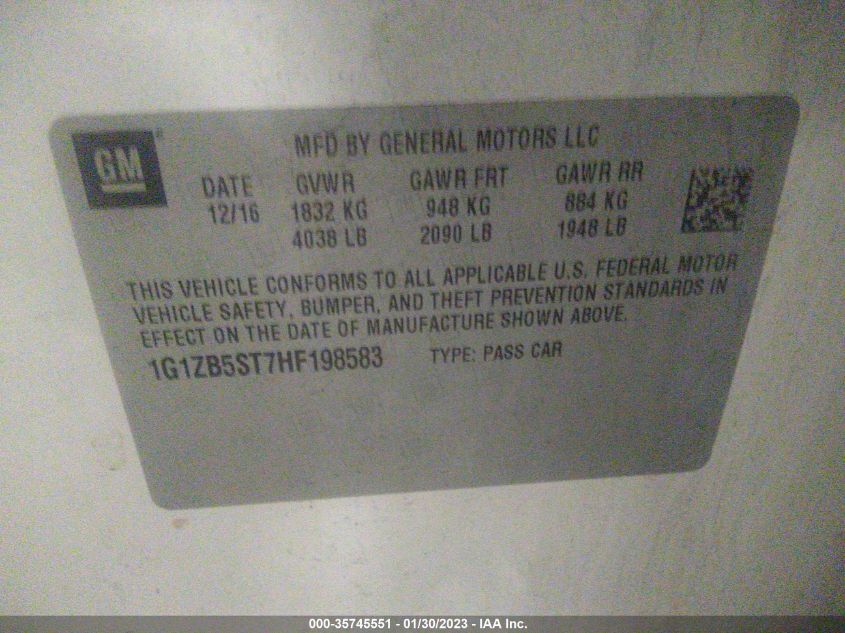 GM
MFD BY GENERAL MOTORS LLC
DATE GVWR GAWR FRT GAWR RR
12/16 1832 KG 948 KG 884 KG
4038 LB 2090 LB 1948 LB
THIS VEHICLE CONFORMS TO ALL APPLICABLE U.S. FEDERAL MOTOR
VEHICLE SAFETY, BUMPER, AND THEFT PREVENTION STANDARDS IN
EFFECT ON THE DATE OF MANUFACTURE SHOWN ABOVE.
1G1ZB5ST7HF198583 TYPE: PASS CAR
000-35745551 - 01/30/2023 - IAA Inc.